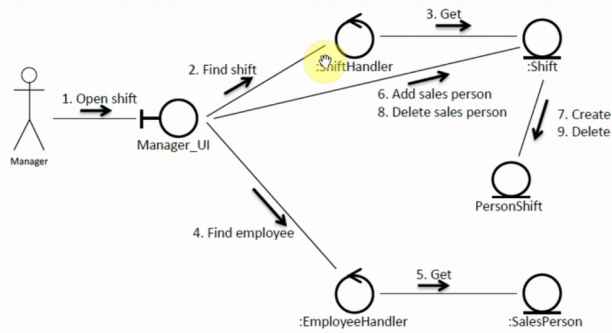 3. Get
2. Find shift
:ShiftHandler
:Shift
1. Open shift
6. Add sales person
8. Delete sales person
7. Create
9. Delete
Manager_UI
Manager
PersonShift
4. Find employee
5. Get
:EmployeeHandler
:SalesPerson